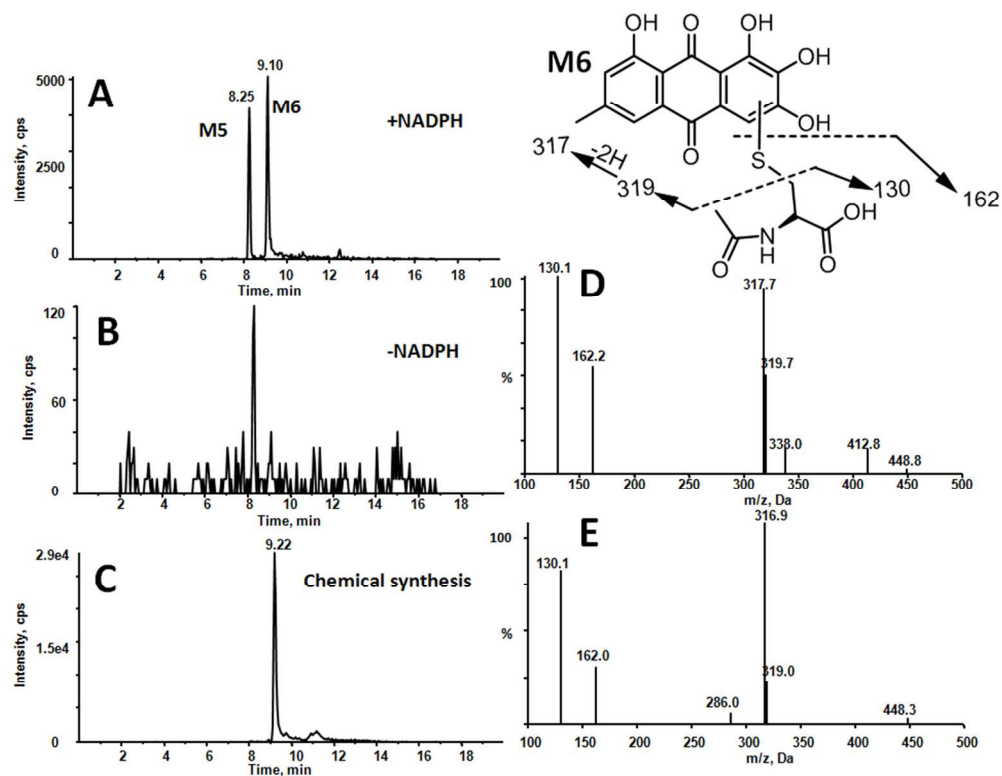 A
+NADPH
5000
2500
0
Intensity, cps
8.25
M5
9.10
M6
2 4 6 8 10 12 14 16 18
Time, min
B
-NADPH
120
60
0
Intensity, cps
2 4 6 8 10 12 14 16 18
Time, min
C
Chemical synthesis
2.9e4
1.5e4
0
Intensity, cps
9.22
2 4 6 8 10 12 14 16 18
Time, min
M6
OH O OH
OH
OH
O
S
317
-2H
319
130
162
OH
N
H
O
O
D
100
%
130.1
162.2
317.7
319.7
338.0
412.8
448.8
100 150 200 250 300 350 400 450 500
m/z, Da
E
100
%
130.1
162.0
286.0
316.9
319.0
448.3
100 150 200 250 300 350 400 450 500
m/z, Da